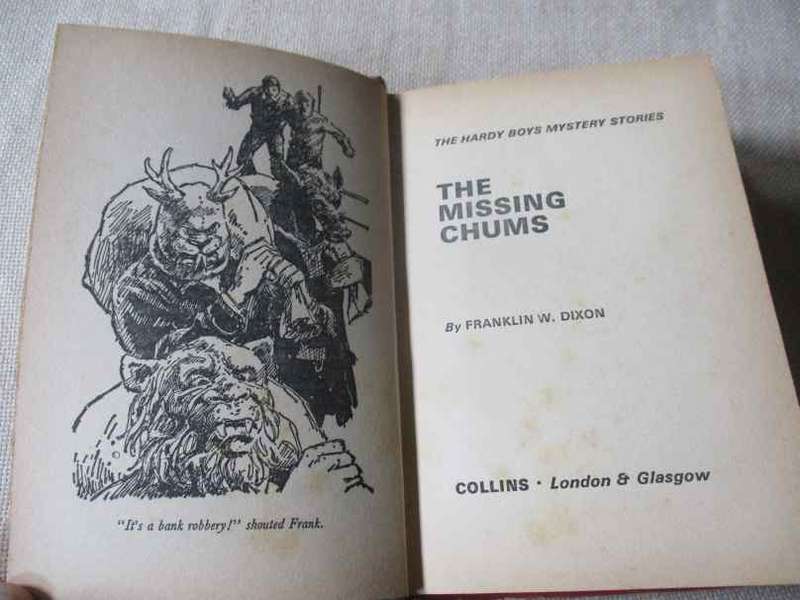 "It's a bank robbery!" shouted Frank.
THE HARDY BOYS MYSTERY STORIES
THE
MISSING
CHUMS
By FRANKLIN W. DIXON
COLLINS · London & Glasgow